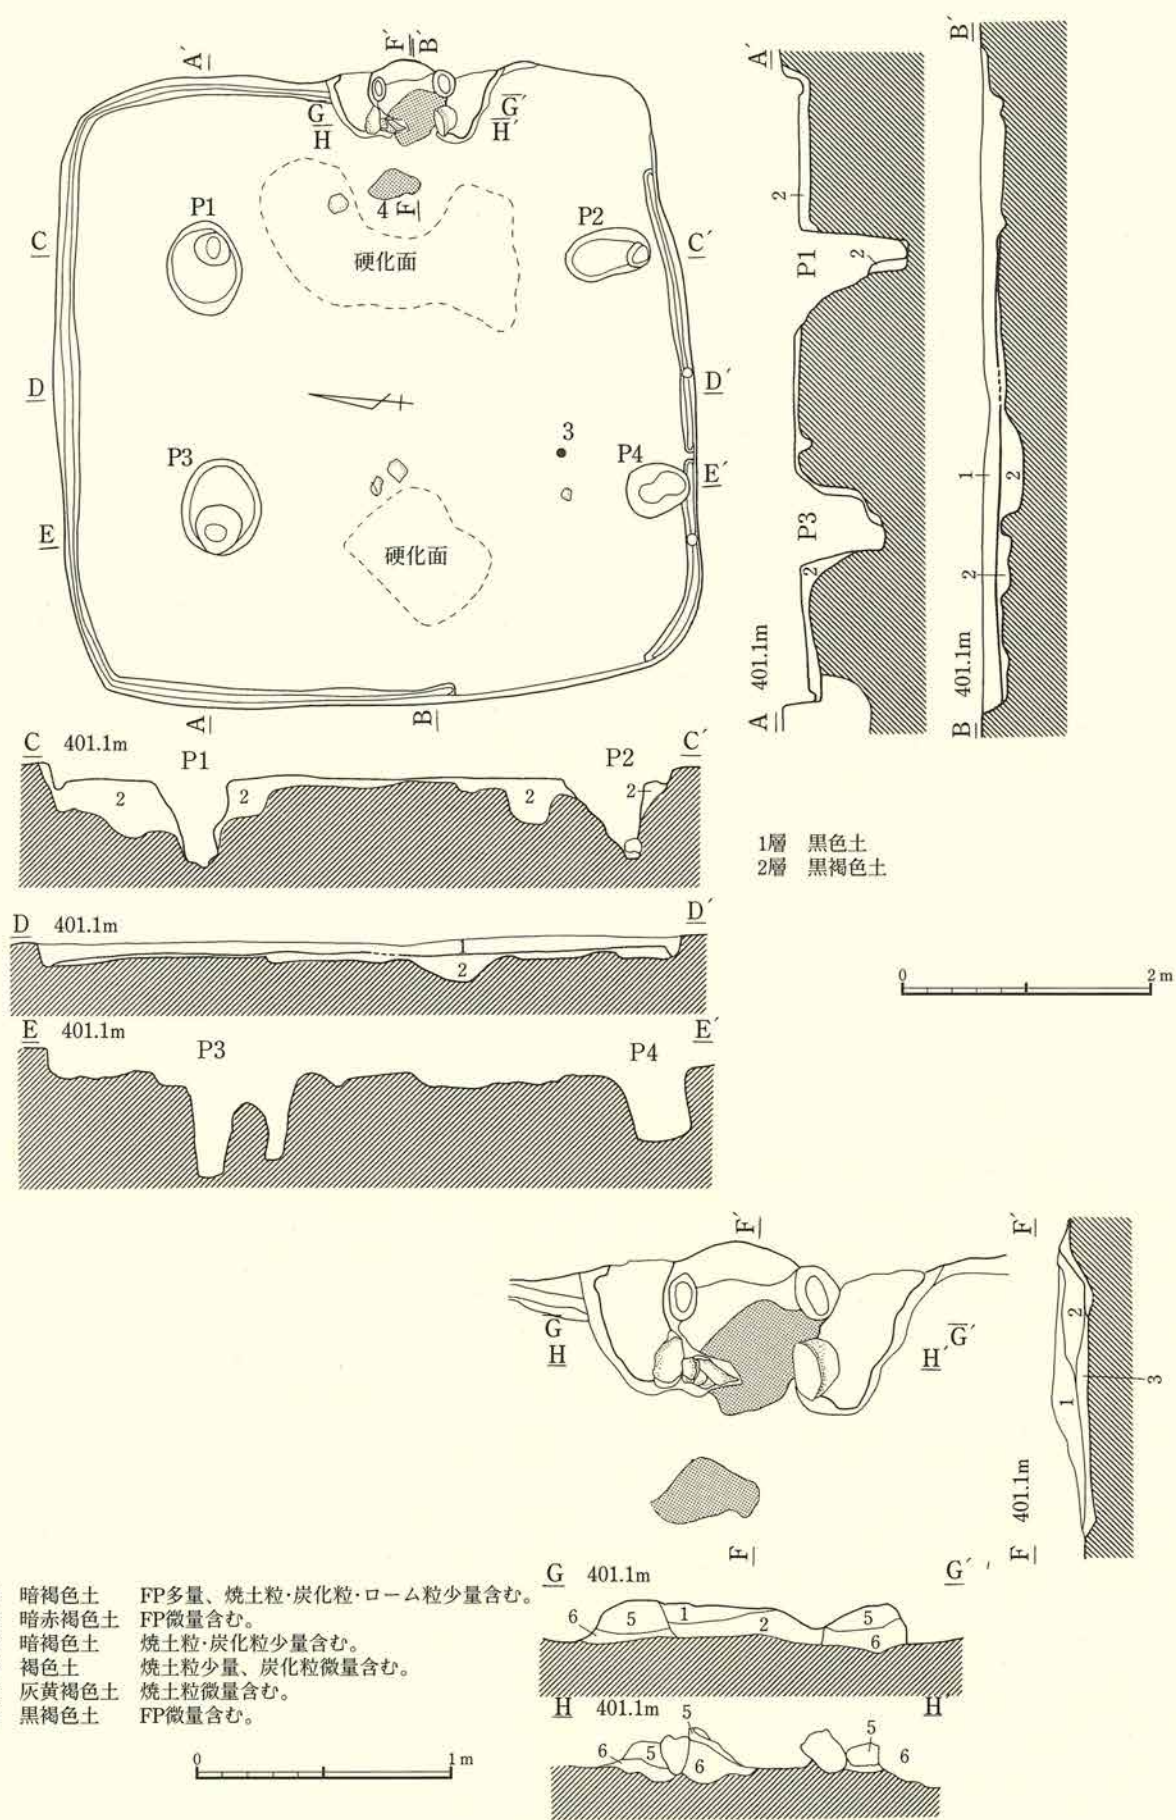 A`
F` B`
G G´
H H´
P1
4 F
P2
C
硬化面
C´
D
D´
3
P3
P4
E
E´
硬化面
A
B
A`
2
P1
2
P3
2
401.1m
A
B`
1
2
2
401.1m
B
C 401.1m P1 P2 C´
2 2 2 2
1層 黒色土
2層 黒褐色土
D 401.1m D´
1
2
0 2 m
E 401.1m P3 P4 E´
F`
G G´
H H´
F
F`
2
3
1
401.1m
F
暗褐色土 FP多量、焼土粒・炭化粒・ローム粒少量含む。
暗赤褐色土 FP微量含む。
暗褐色土 焼土粒・炭化粒少量含む。
褐色土 焼土粒少量、炭化粒微量含む。
灰黄褐色土 焼土粒微量含む。
黒褐色土 FP微量含む。
0 1 m
G 401.1m G´
6 5 1 2 5 6
H 401.1m H´
6 5 5 6 5 6